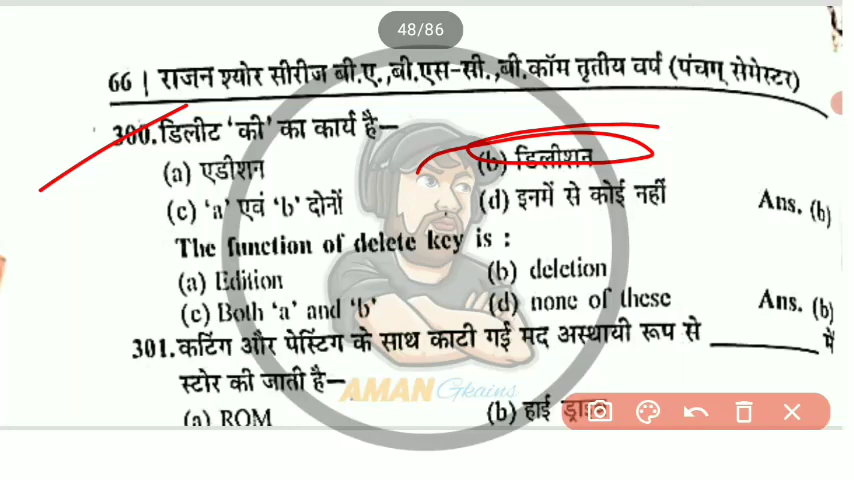 48/86
66 | राजन श्योर सीरीज बी.ए.,बी.एस-सी.,बी.कॉम तृतीय वर्ष (पंचम् सेमेस्टर)
300.डिलीट ‘की’ का कार्य है–
(a) एडीशन (b) डिलीशन
(c) ‘a’ एवं ‘b’ दोनों (d) इनमें से कोई नहीं Ans. (b)
The function of delete key is :
(a) Edition (b) deletion
(c) Both ‘a’ and ‘b’ (d) none of these Ans. (b)
301.कटिंग और पेस्टिंग के साथ काटी गई मद अस्थायी रूप से ________ में
स्टोर की जाती है–
AMAN Gkains
(a) ROM (b) हाई ड्राइव